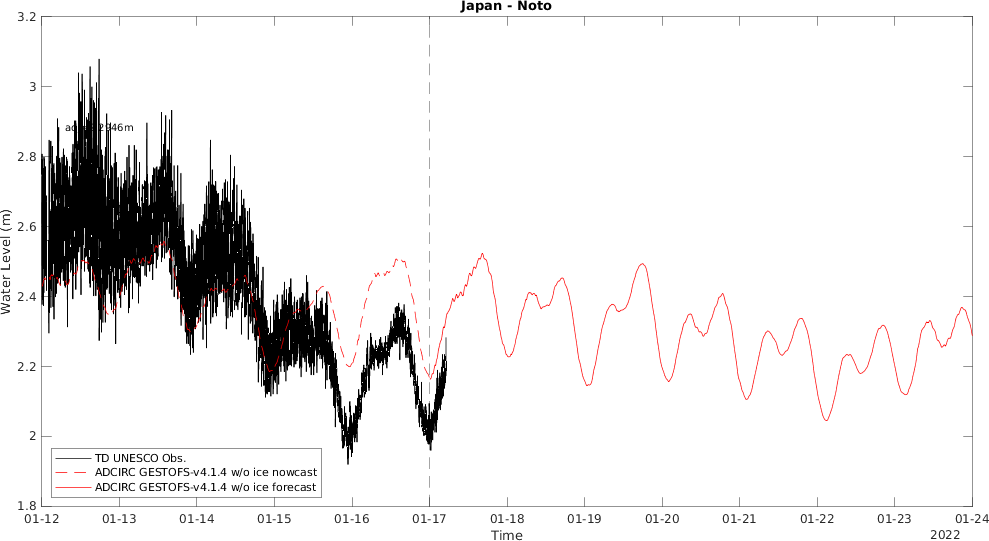 Japan - Noto
3.2
3
2.8
2.6
2.4
2.2
2
1.8
Water Level (m)
TD UNESCO Obs.
ADCIRC GESTOFS-v4.1.4 w/o ice nowcast
ADCIRC GESTOFS-v4.1.4 w/o ice forecast
01-12 01-13 01-14 01-15 01-16 01-17 01-18 01-19 01-20 01-21 01-22 01-23 01-24
Time
2022